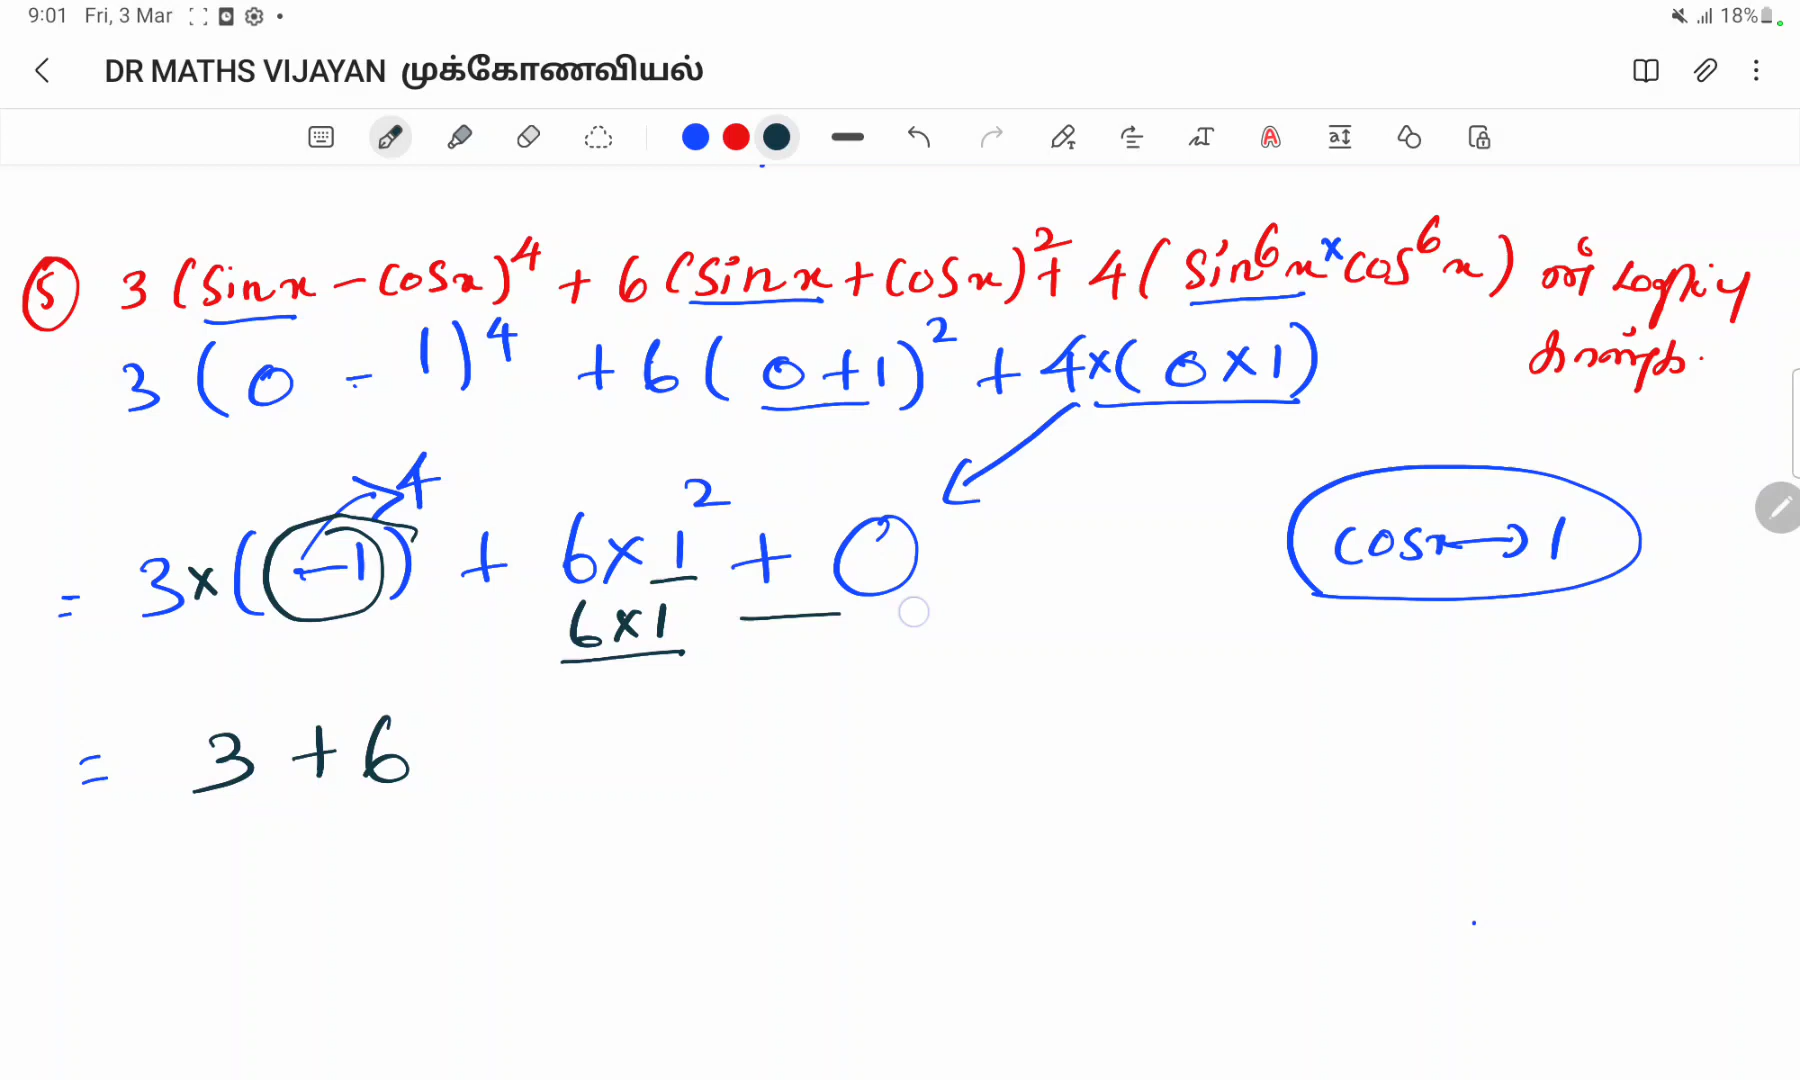 9:01 Fri, 3 Mar
18%
DR MATHS VIJAYAN முக்கோணவியல்
⑤ 3(sinx - cosx)⁴ + 6(sinx + cosx)² + 4(sin⁶x × cos⁶x) ன் மதிப்பு காண்க.
3(0 - 1)⁴ + 6(0+1)² + 4×(0×1)
= 3×(-1)⁴ + 6×1² + 0
cosx → 1
6×1
= 3 + 6